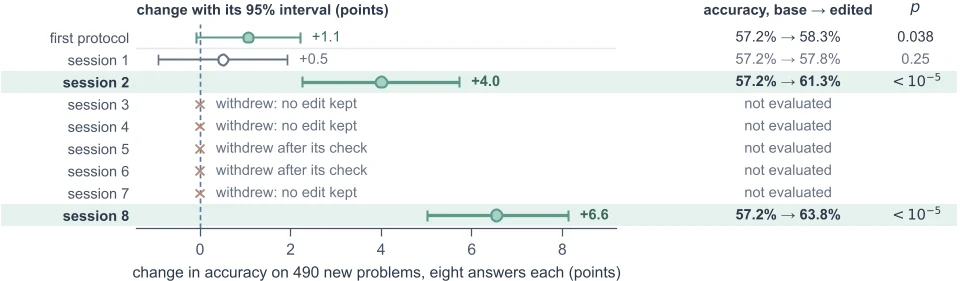 change with its 95% interval (points) accuracy, base → edited p
first protocol +1.1 57.2% → 58.3% 0.038
session 1 +0.5 57.2% → 57.8% 0.25
session 2 +4.0 57.2% → 61.3% < 10⁻⁵
session 3 withdrew: no edit kept not evaluated
session 4 withdrew: no edit kept not evaluated
session 5 withdrew after its check not evaluated
session 6 withdrew after its check not evaluated
session 7 withdrew: no edit kept not evaluated
session 8 +6.6 57.2% → 63.8% < 10⁻⁵
0 2 4 6 8
change in accuracy on 490 new problems, eight answers each (points)